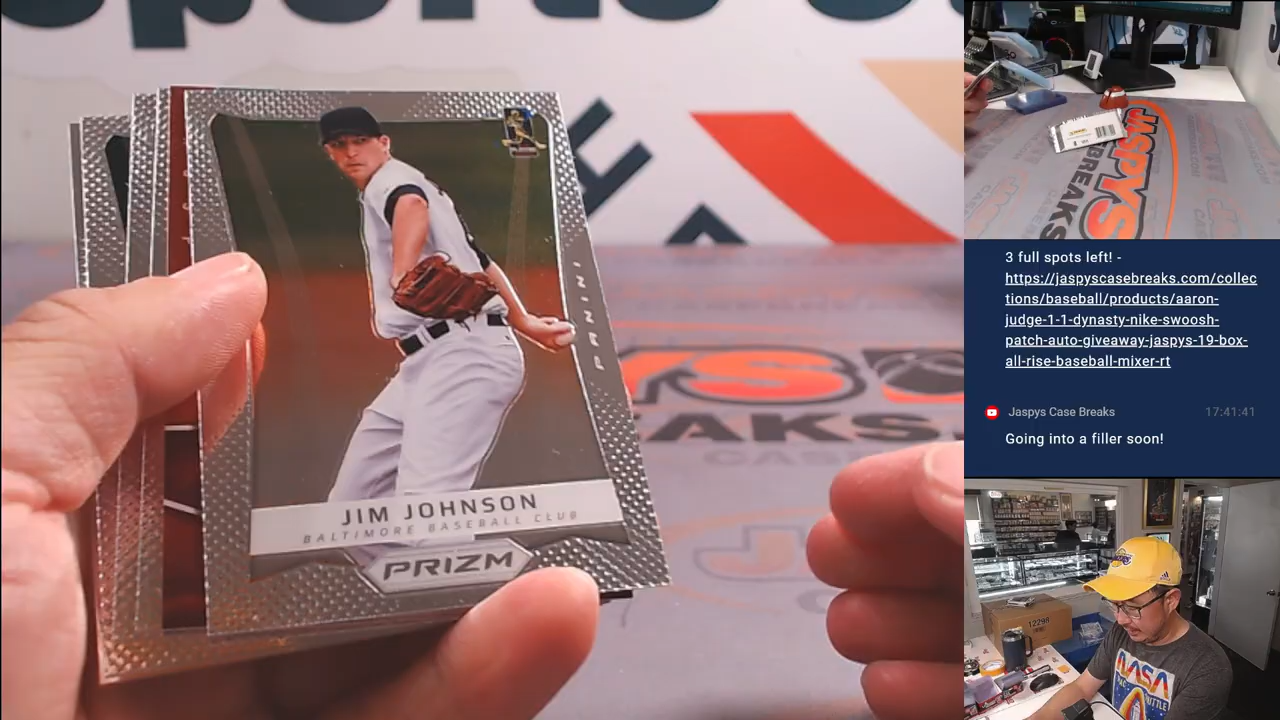 JIM JOHNSON
BALTIMORE BASEBALL CLUB
PRIZM
PANINI
JASPYS
BREAKS
3 full spots left! -
https://jaspyscasebreaks.com/collec
tions/baseball/products/aaron-
judge-1-1-dynasty-nike-swoosh-
patch-auto-giveaway-jaspys-19-box-
all-rise-baseball-mixer-rt
Jaspys Case Breaks 17:41:41
Going into a filler soon!
12298
NASA